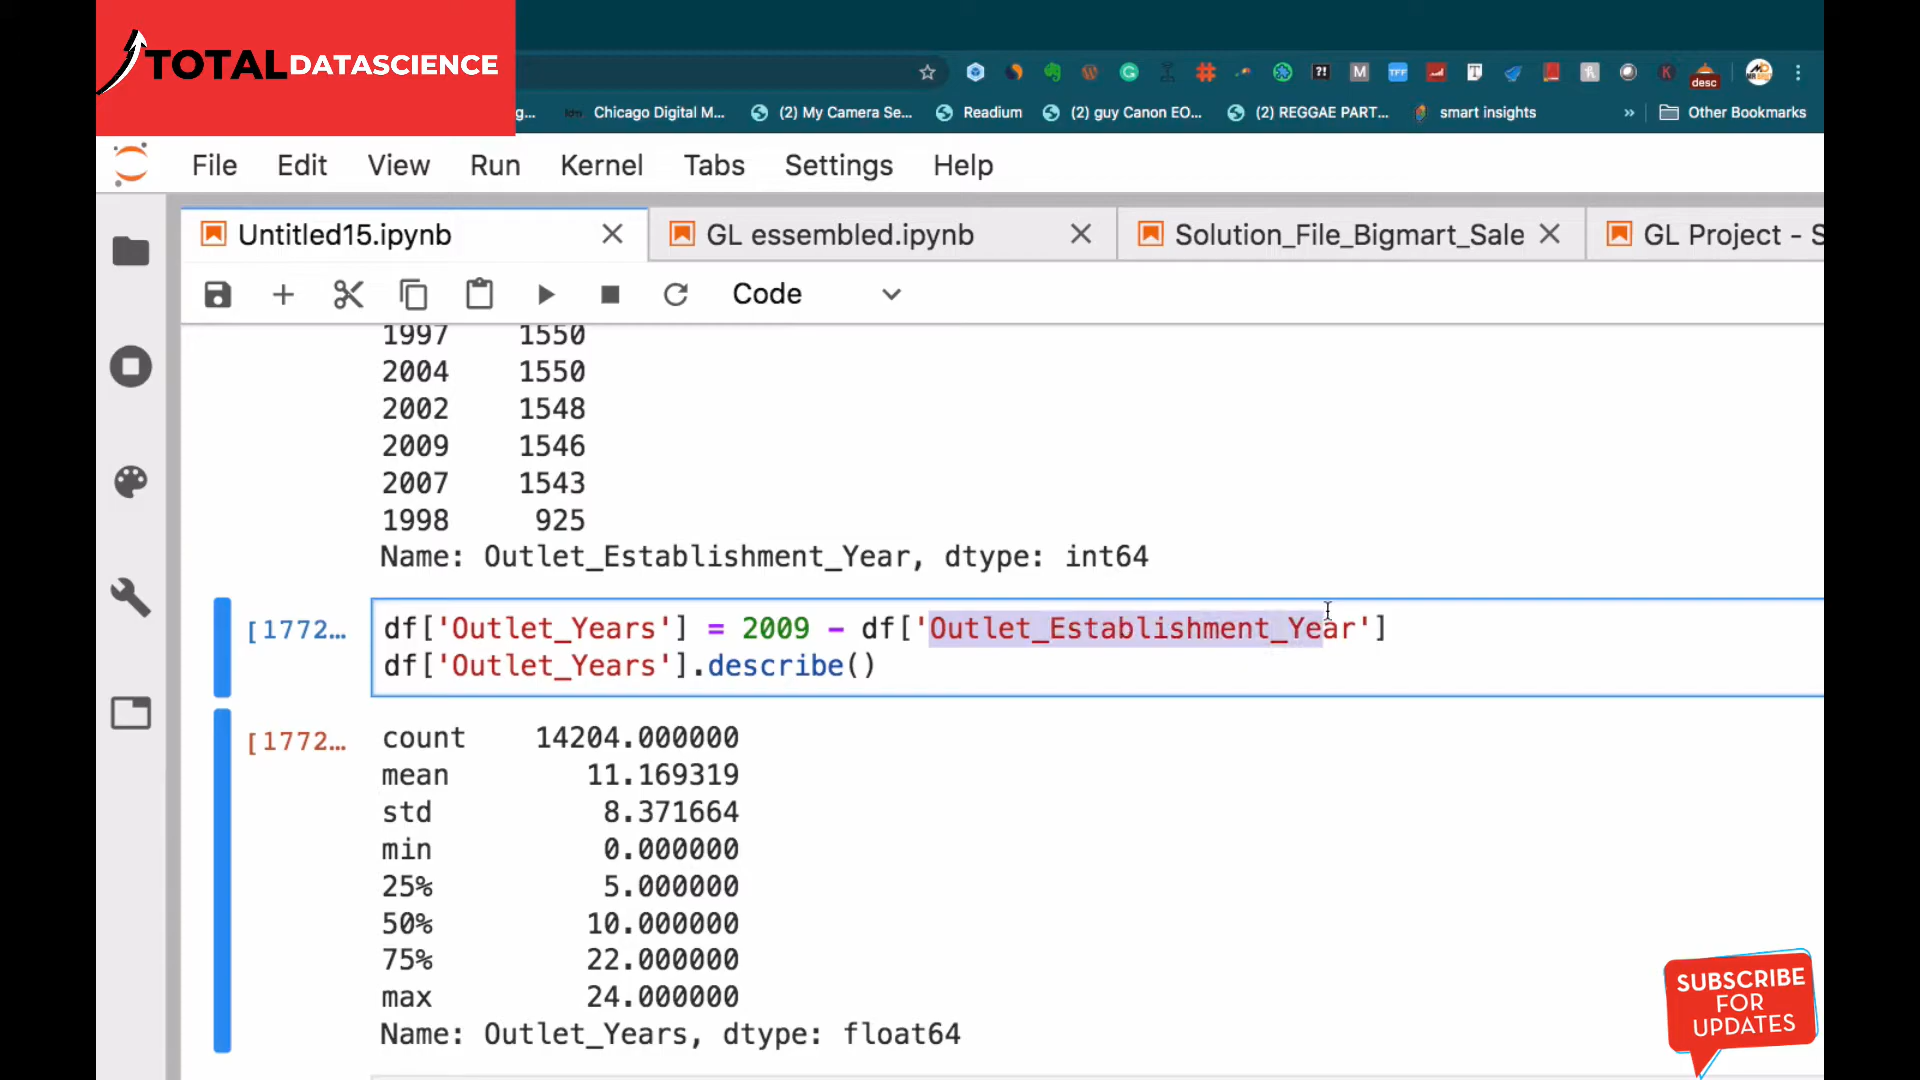 TOTAL DATASCIENCE
desc
g...
Chicago Digital M...
(2) My Camera Se...
Readium
(2) guy Canon EO...
(2) REGGAE PART...
smart insights
»
Other Bookmarks
File Edit View Run Kernel Tabs Settings Help
Untitled15.ipynb
GL essembled.ipynb
Solution_File_Bigmart_Sale
GL Project - S
Code
1997 1550
2004 1550
2002 1548
2009 1546
2007 1543
1998 925
Name: Outlet_Establishment_Year, dtype: int64
[1772... df['Outlet_Years'] = 2009 - df['Outlet_Establishment_Year']
df['Outlet_Years'].describe()
[1772... count 14204.000000
mean 11.169319
std 8.371664
min 0.000000
25% 5.000000
50% 10.000000
75% 22.000000
max 24.000000
Name: Outlet_Years, dtype: float64
SUBSCRIBE
FOR
UPDATES